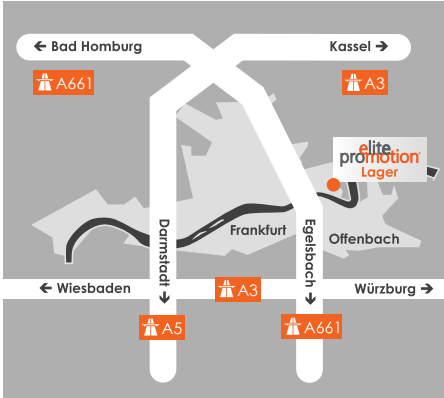 ← Bad Homburg
Kassel →
A661
A3
elite
promotion
Lager
Darmstadt →
Frankfurt
Egelsbach →
Offenbach
← Wiesbaden
A3
Würzburg →
A5
A661